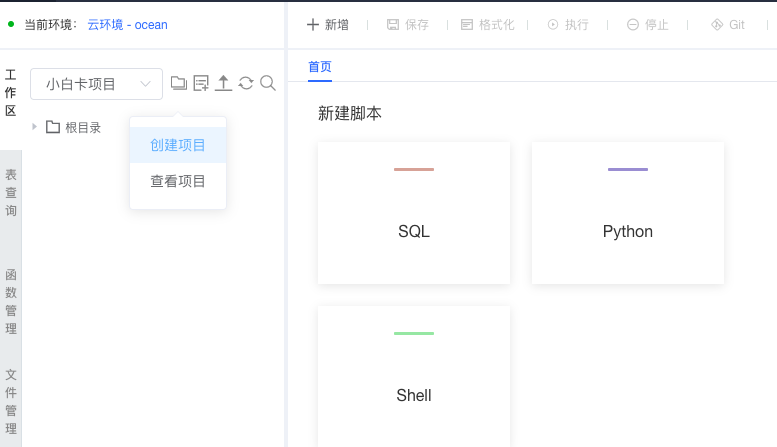 当前环境： 云环境 - ocean
新增 保存 格式化 执行 停止 Git
工作区
小白卡项目
根目录
创建项目
查看项目
表查询
函数管理
文件管理
首页
新建脚本
SQL
Python
Shell